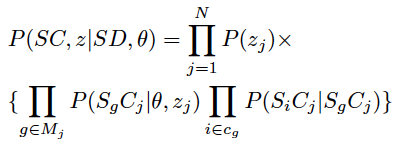 P(SC, z|SD, θ) = ∏_{j=1}^{N} P(z_j) ×
{ ∏_{g∈M_j} P(S_gC_j|θ, z_j) ∏_{i∈c_g} P(S_iC_j|S_gC_j)}